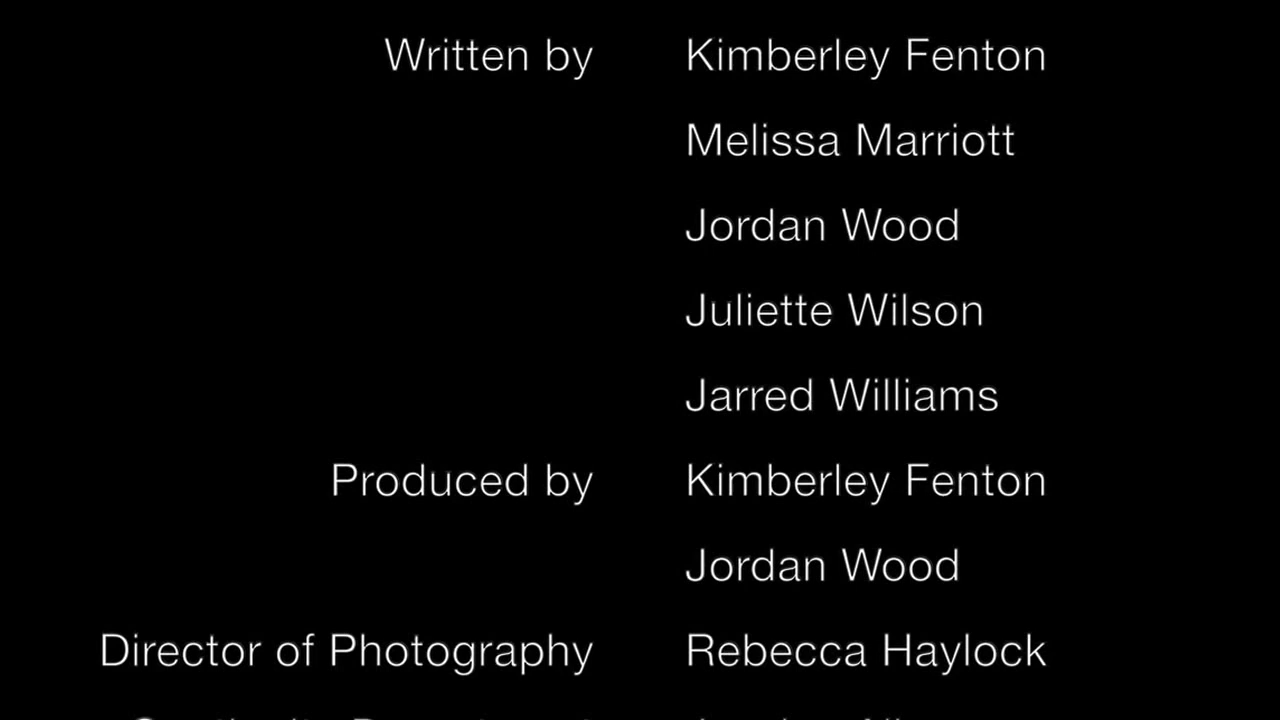 Written by Kimberley Fenton
Melissa Marriott
Jordan Wood
Juliette Wilson
Jarred Williams
Produced by Kimberley Fenton
Jordan Wood
Director of Photography Rebecca Haylock